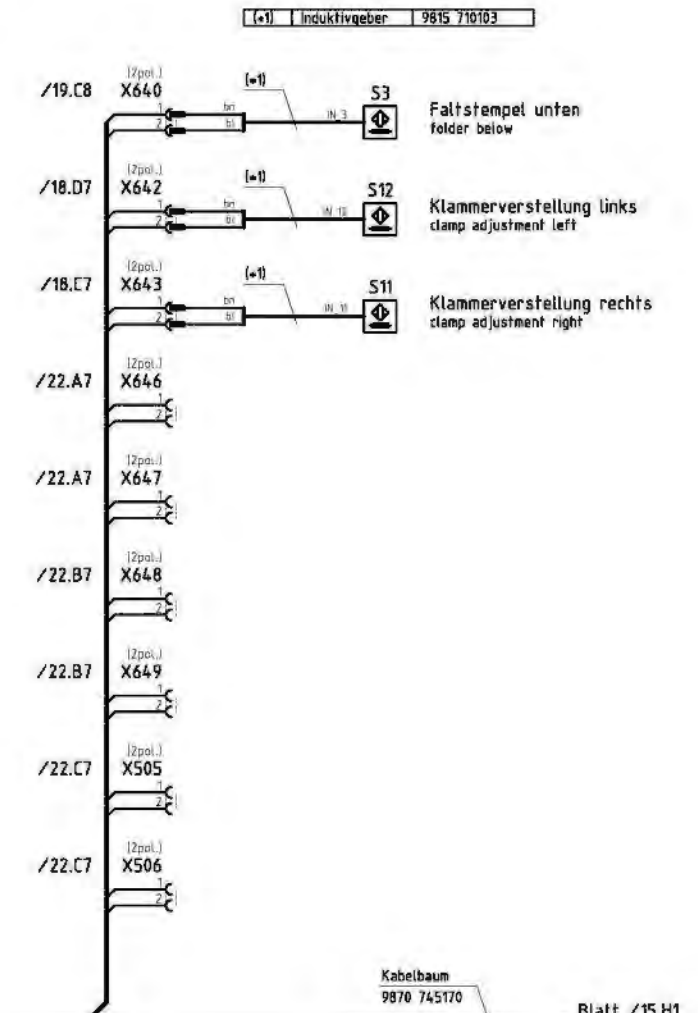 (*1) Induktivgeber 9815 710103
(2pol.)
/19.C8 X640 (*1) S3
1 bn IN_3 Faltstempel unten
2 bl folder below
(2pol.)
/18.D7 X642 (*1) S12
1 bn IN_12 Klammerverstellung links
2 bl clamp adjustment left
(2pol.)
/18.E7 X643 (*1) S11
1 bn IN_11 Klammerverstellung rechts
2 bl clamp adjustment right
(2pol.)
/22.A7 X646
1
2
(2pol.)
/22.A7 X647
1
2
(2pol.)
/22.B7 X648
1
2
(2pol.)
/22.B7 X649
1
2
(2pol.)
/22.C7 X505
1
2
(2pol.)
/22.C7 X506
1
2
Kabelbaum
9870 745170
Blatt /15.H1